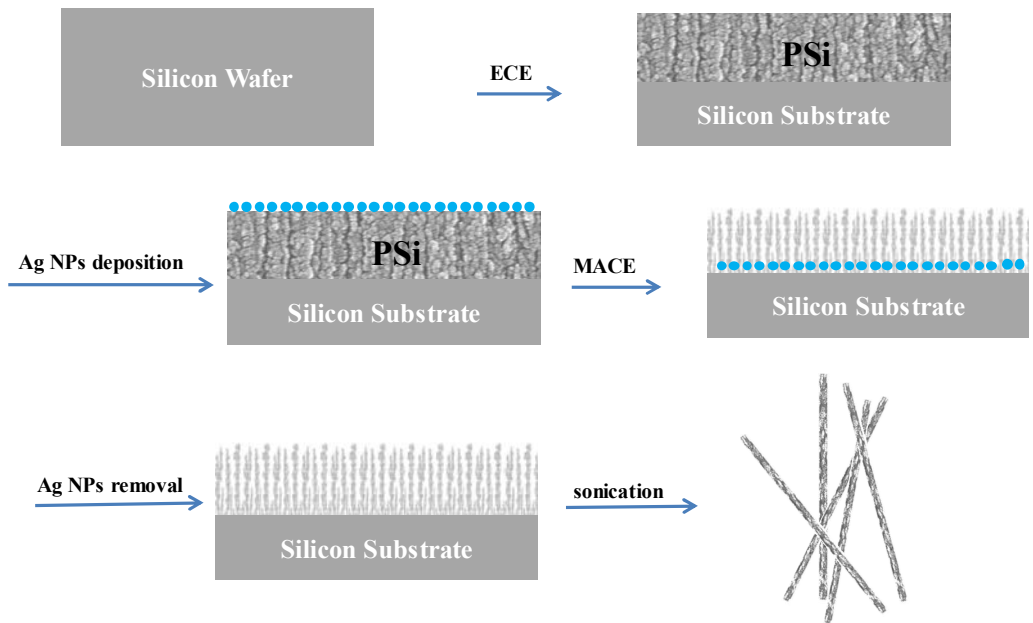 Silicon Wafer
ECE
PSi
Silicon Substrate
Ag NPs deposition
PSi
Silicon Substrate
MACE
Silicon Substrate
Ag NPs removal
Silicon Substrate
sonication